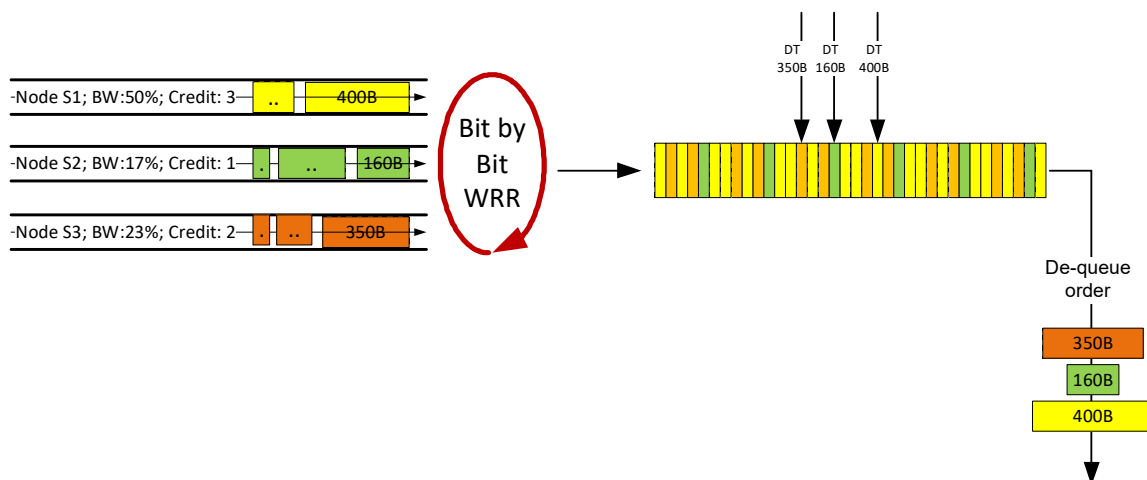 DT
350B
DT
160B
DT
400B
Node S1; BW:50%; Credit: 3
..
400B
Node S2; BW:17%; Credit: 1
.
..
160B
Node S3; BW:23%; Credit: 2
.
..
350B
Bit by
Bit
WRR
De-queue
order
350B
160B
400B